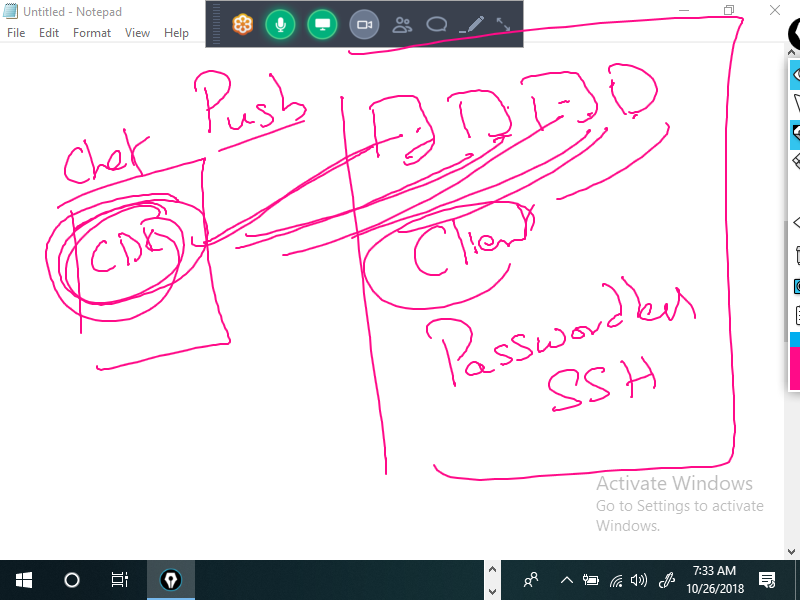 Untitled - Notepad
File Edit Format View Help
Push
D D D D
Chef
Client
Passwordless
SSH
Activate Windows
Go to Settings to activate
Windows.
7:33 AM
10/26/2018